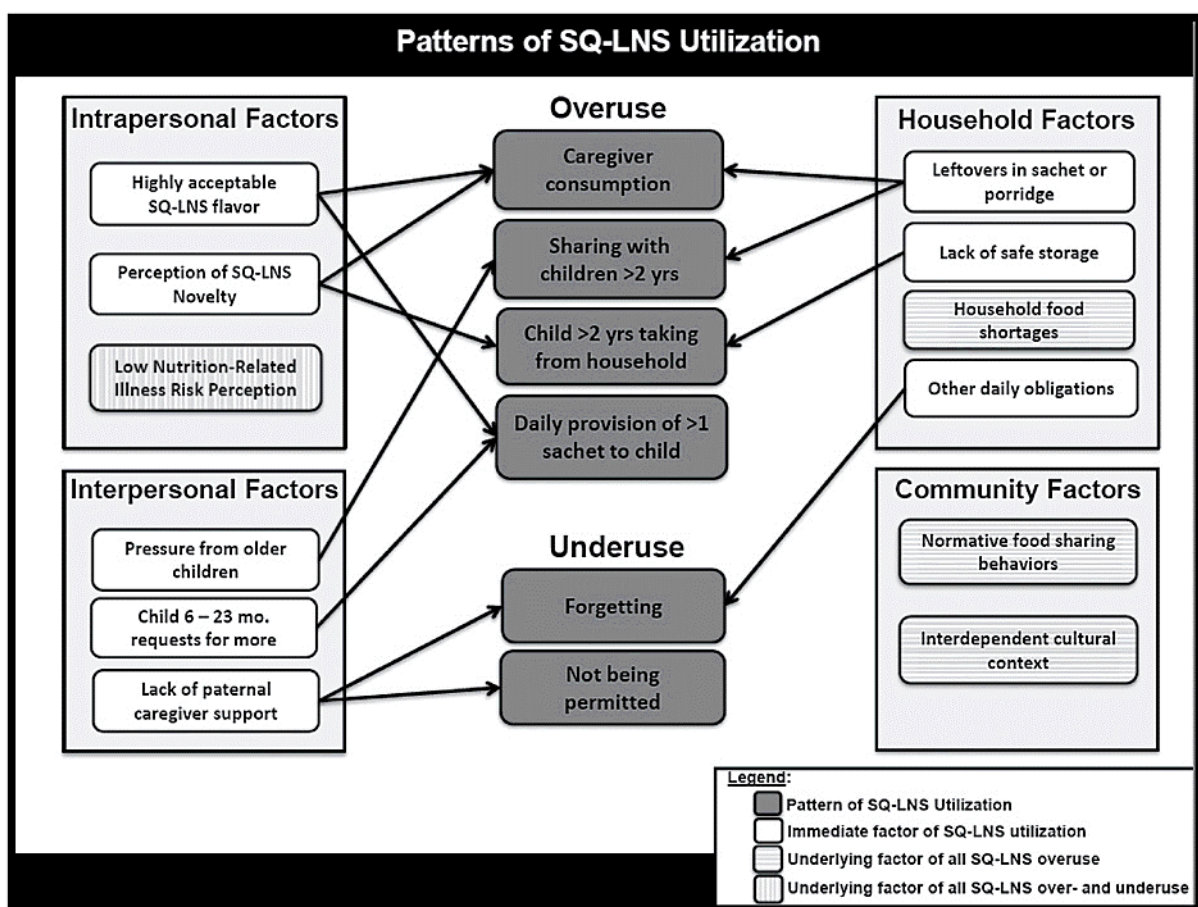 Patterns of SQ-LNS Utilization
Intrapersonal Factors
Highly acceptable
SQ-LNS flavor
Perception of SQ-LNS
Novelty
Low Nutrition-Related
Illness Risk Perception
Interpersonal Factors
Pressure from older
children
Child 6 – 23 mo.
requests for more
Lack of paternal
caregiver support
Overuse
Caregiver
consumption
Sharing with
children >2 yrs
Child >2 yrs taking
from household
Daily provision of >1
sachet to child
Underuse
Forgetting
Not being
permitted
Household Factors
Leftovers in sachet or
porridge
Lack of safe storage
Household food
shortages
Other daily obligations
Community Factors
Normative food sharing
behaviors
Interdependent cultural
context
Legend:
Pattern of SQ-LNS Utilization
Immediate factor of SQ-LNS utilization
Underlying factor of all SQ-LNS overuse
Underlying factor of all SQ-LNS over- and underuse